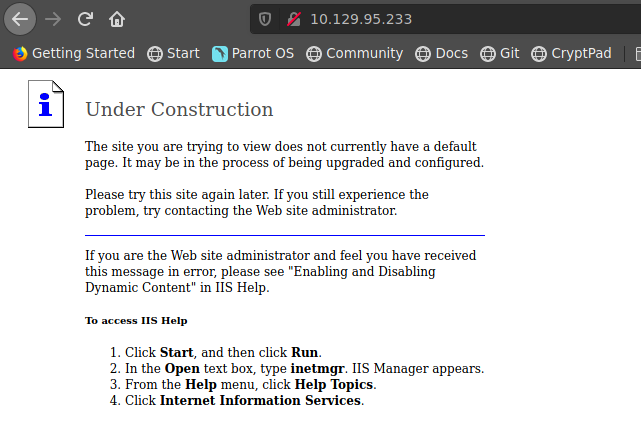 10.129.95.233
Getting Started Start Parrot OS Community Docs Git CryptPad
Under Construction
The site you are trying to view does not currently have a default
page. It may be in the process of being upgraded and configured.
Please try this site again later. If you still experience the
problem, try contacting the Web site administrator.
If you are the Web site administrator and feel you have received
this message in error, please see "Enabling and Disabling
Dynamic Content" in IIS Help.
To access IIS Help
1. Click Start, and then click Run.
2. In the Open text box, type inetmgr. IIS Manager appears.
3. From the Help menu, click Help Topics.
4. Click Internet Information Services.